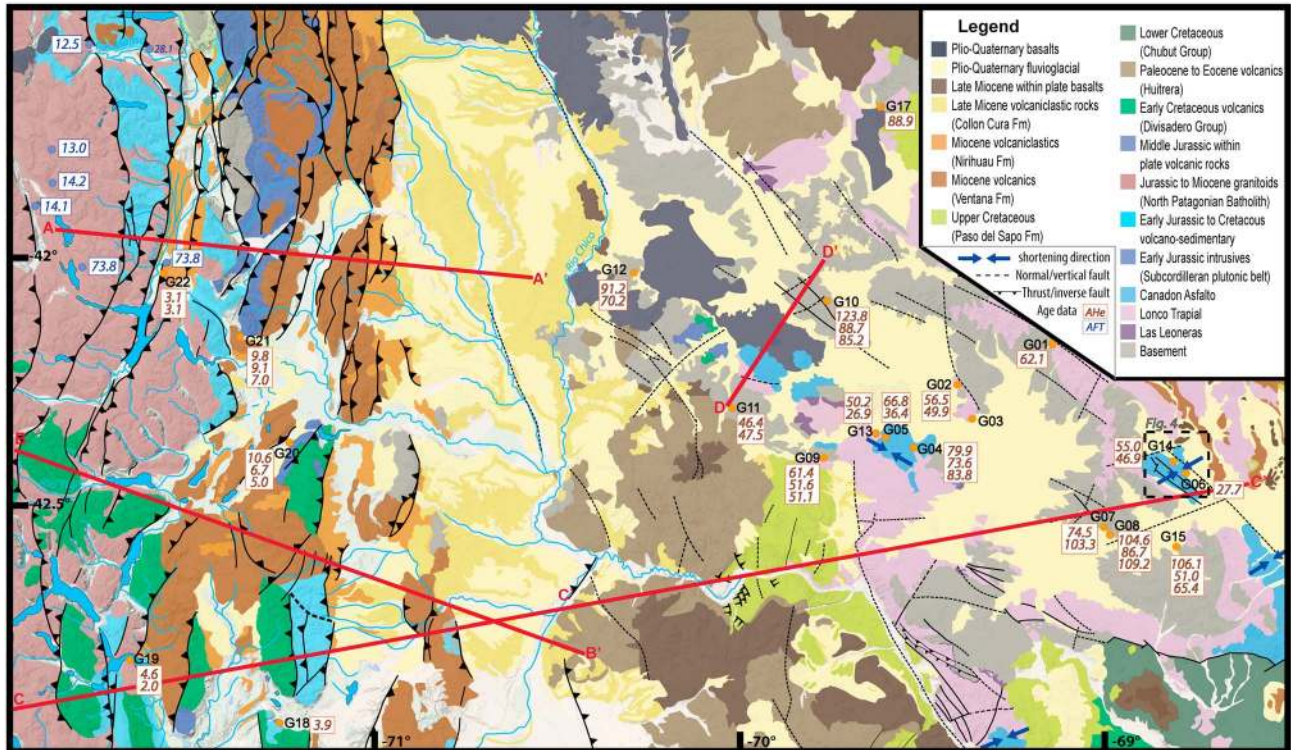 Legend
Plio-Quaternary basalts
Plio-Quaternary fluvioglacial
Late Miocene within plate basalts
Late Micene volcaniclastic rocks
(Collon Cura Fm)
Miocene volcaniclastics
(Nirihuau Fm)
Miocene volcanics
(Ventana Fm)
Upper Cretaceous
(Paso del Sapo Fm)
Lower Cretaceous
(Chubut Group)
Paleocene to Eocene volcanics
(Huitrera)
Early Cretaceous volcanics
(Divisadero Group)
Middle Jurassic within
plate volcanic rocks
Jurassic to Miocene granitoids
(North Patagonian Batholith)
Early Jurassic to Cretacous
volcano-sedimentary
Early Jurassic intrusives
(Subcordilleran plutonic belt)
Canadon Asfalto
Lonco Trapial
Las Leoneras
Basement
shortening direction
Normal/vertical fault
Thrust/inverse fault
Age data
AHe
AFT
12.5
28.1
13.0
14.2
14.1
A
73.8
73.8
-42°
A'
G22
3.1
3.1
G21
9.8
9.1
7.0
Rio Chico
G12
91.2
70.2
G17
88.9
D'
G10
123.8
88.7
85.2
G01
62.1
D
G11
46.4
47.5
G02
56.5
49.9
G03
50.2
26.9
66.8
36.4
G13
G05
G04
79.9
73.6
83.8
G09
61.4
51.6
51.1
Fig. 4
55.0
46.9
G14
G06
27.7
C'
B
G20
10.6
6.7
5.0
-42.5°
G07
74.5
103.3
G08
104.6
86.7
109.2
G15
106.1
51.0
65.4
C
B'
G19
4.6
2.0
C
G18
3.9
-71°
-70°
-69°